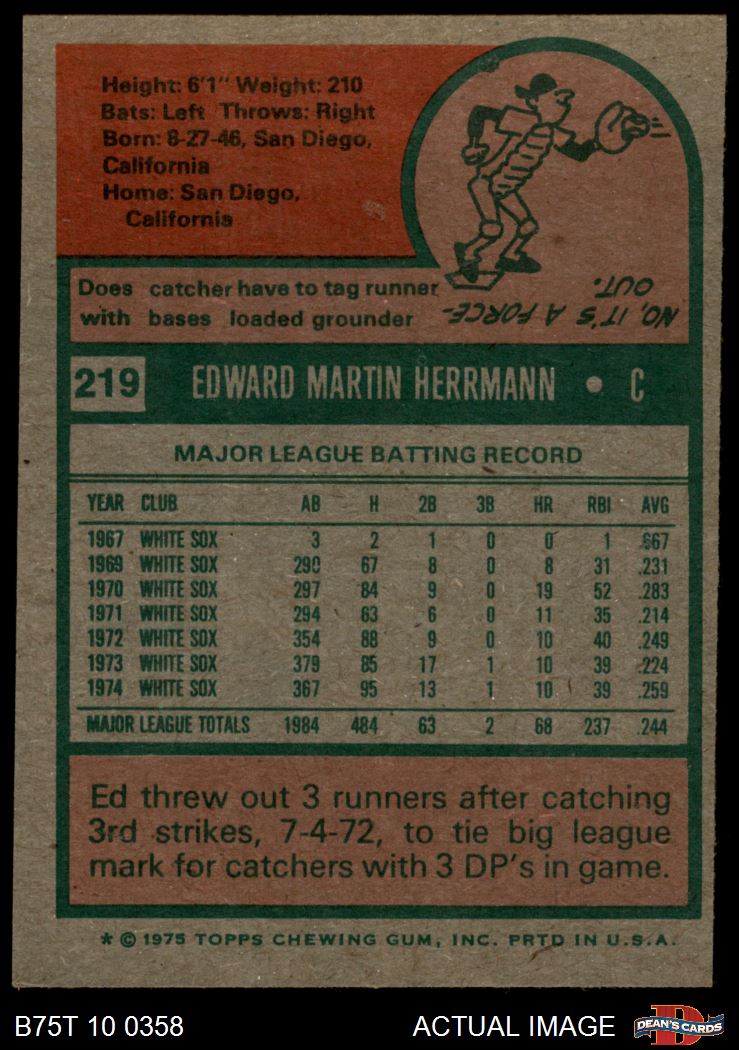 Height: 6'1" Weight: 210
Bats: Left Throws: Right
Born: 8-27-46, San Diego,
California
Home: San Diego,
California
Does catcher have to tag runner
with bases loaded grounder
NO, IT'S A FORCE-
OUT.
219 EDWARD MARTIN HERRMANN • C
MAJOR LEAGUE BATTING RECORD
YEAR CLUB AB H 2B 3B HR RBI AVG
1967 WHITE SOX 3 2 1 0 0 1 .667
1969 WHITE SOX 290 67 8 0 8 31 .231
1970 WHITE SOX 297 84 9 0 19 52 .283
1971 WHITE SOX 294 63 6 0 11 35 .214
1972 WHITE SOX 354 88 9 0 10 40 .249
1973 WHITE SOX 379 85 17 1 10 39 .224
1974 WHITE SOX 367 95 13 1 10 39 .259
MAJOR LEAGUE TOTALS 1984 484 63 2 68 237 .244
Ed threw out 3 runners after catching
3rd strikes, 7-4-72, to tie big league
mark for catchers with 3 DP's in game.
* © 1975 TOPPS CHEWING GUM, INC. PRTD IN U.S.A.
B75T 10 0358 ACTUAL IMAGE DEAN'S CARDS